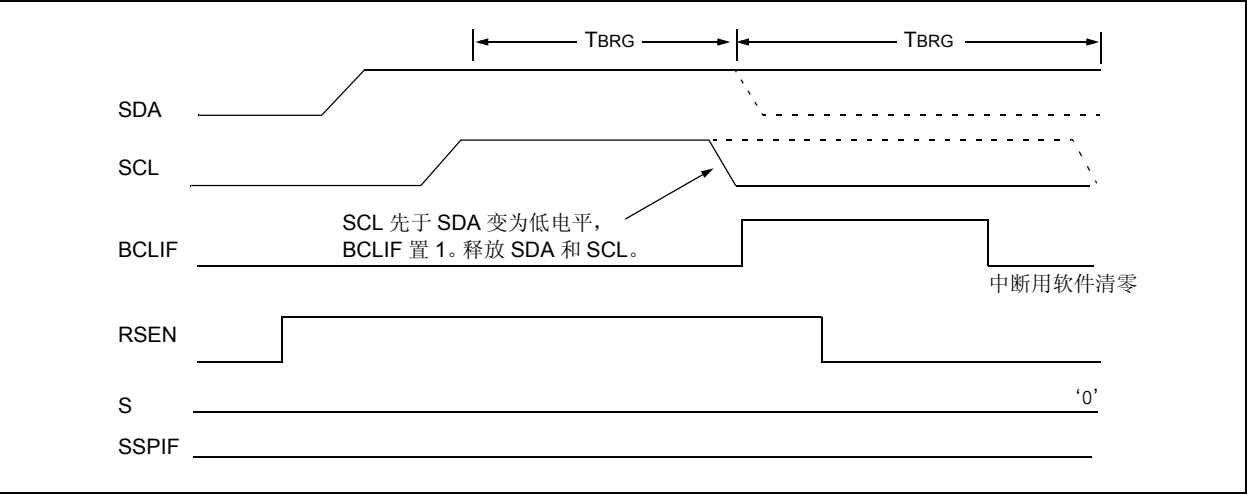 TBRG
TBRG
SDA
SCL
SCL 先于 SDA 变为低电平，
BCLIF 置 1。释放 SDA 和 SCL。
BCLIF
中断用软件清零
RSEN
S
‘0’
SSPIF